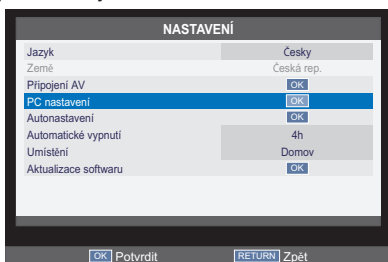 NASTAVENÍ
Jazyk Česky
Země Česká rep.
Připojení AV OK
PC nastavení OK
Autonastavení OK
Automatické vypnutí 4h
Umístění Domov
Aktualizace softwaru OK
OK Potvrdit RETURN Zpět